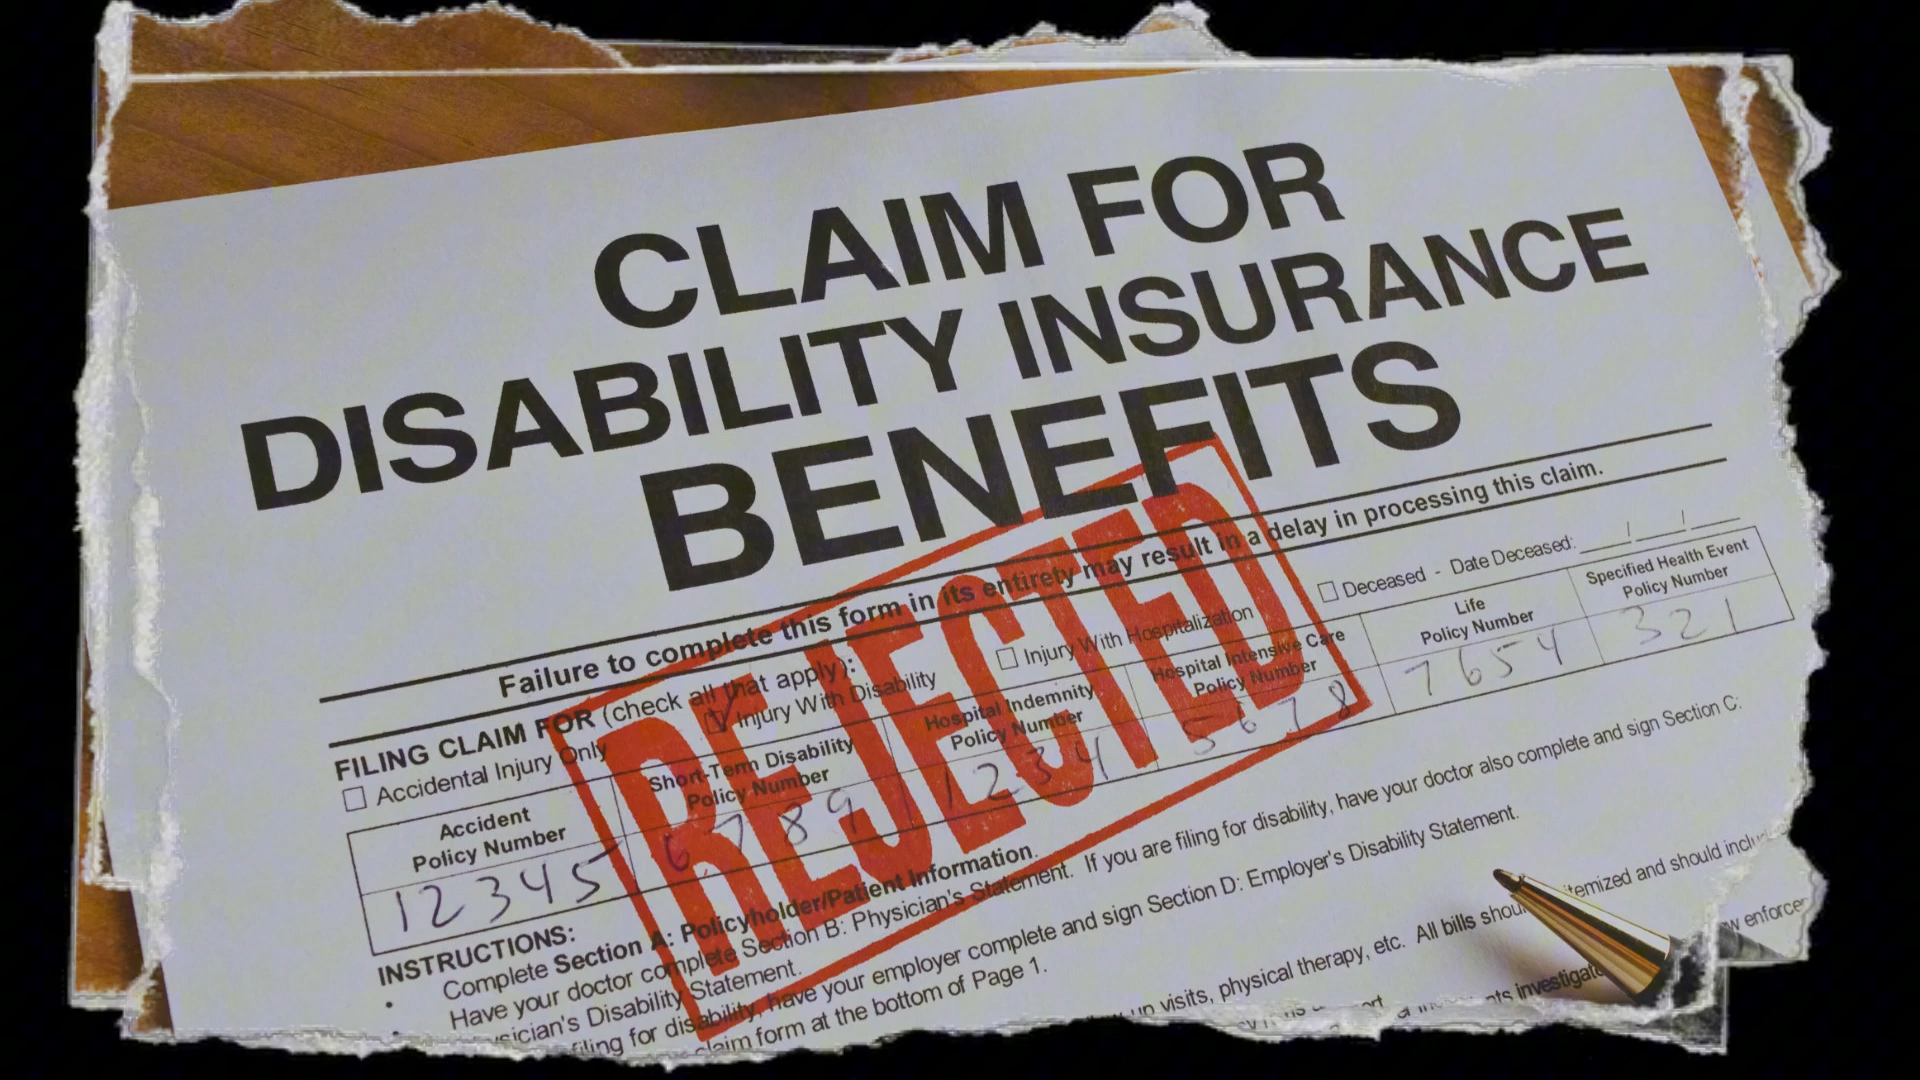 CLAIM FOR
DISABILITY INSURANCE
BENEFITS
Failure to complete this form in its entirety may result in a delay in processing this claim.
REJECTED
FILING CLAIM FOR (check all that apply):
Accidental Injury Only
Injury With Disability
Injury With Hospitalization
Deceased - Date Deceased:
Accident Policy Number
Short-Term Disability Policy Number
Hospital Indemnity Policy Number
Hospital Intensive Care Policy Number
Life Policy Number
Specified Health Event Policy Number
12345
6789
1234
5678
7654
321
INSTRUCTIONS:
• Complete Section A: Policyholder/Patient Information.
• Have your doctor complete Section B: Physician's Statement. If you are filing for disability, have your doctor also complete and sign Section C:
Disability Statement.
filing for disability, have your employer complete and sign Section D: Employer's Disability Statement.
claim form at the bottom of Page 1.
visits, physical therapy, etc. All bills itemized and should